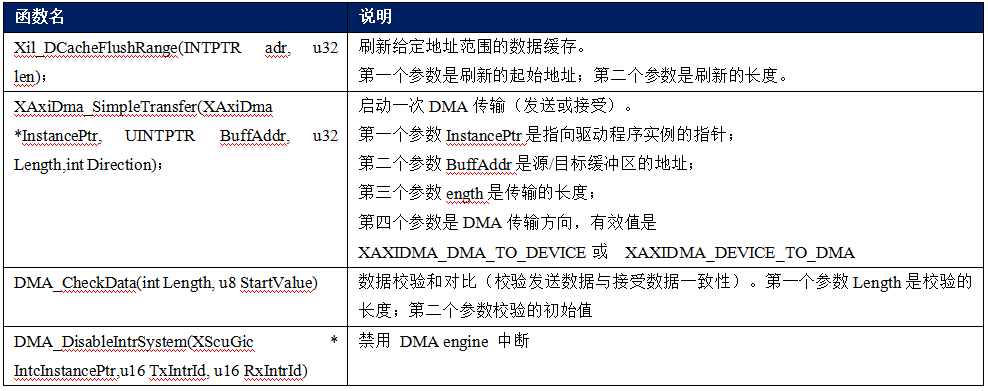 函数名 说明
Xil_DCacheFlushRange(INTPTR adr, u32 刷新给定地址范围的数据缓存。
len); 第一个参数是刷新的起始地址；第二个参数是刷新的长度。
XAxiDma_SimpleTransfer(XAxiDma 启动一次 DMA 传输（发送或接受）。
*InstancePtr, UINTPTR BuffAddr, u32 第一个参数 InstancePtr 是指向驱动程序实例的指针；
Length,int Direction); 第二个参数 BuffAddr 是源/目标缓冲区的地址；
第三个参数 ength 是传输的长度；
第四个参数是 DMA 传输方向，有效值是
XAXIDMA_DMA_TO_DEVICE 或 XAXIDMA_DEVICE_TO_DMA
DMA_CheckData(int Length, u8 StartValue) 数据校验和对比（校验发送数据与接受数据一致性）。第一个参数 Length 是校验的
长度；第二个参数校验的初始值
DMA_DisableIntrSystem(XScuGic * 禁用 DMA engine 中断
IntcInstancePtr,u16 TxIntrId, u16 RxIntrId)